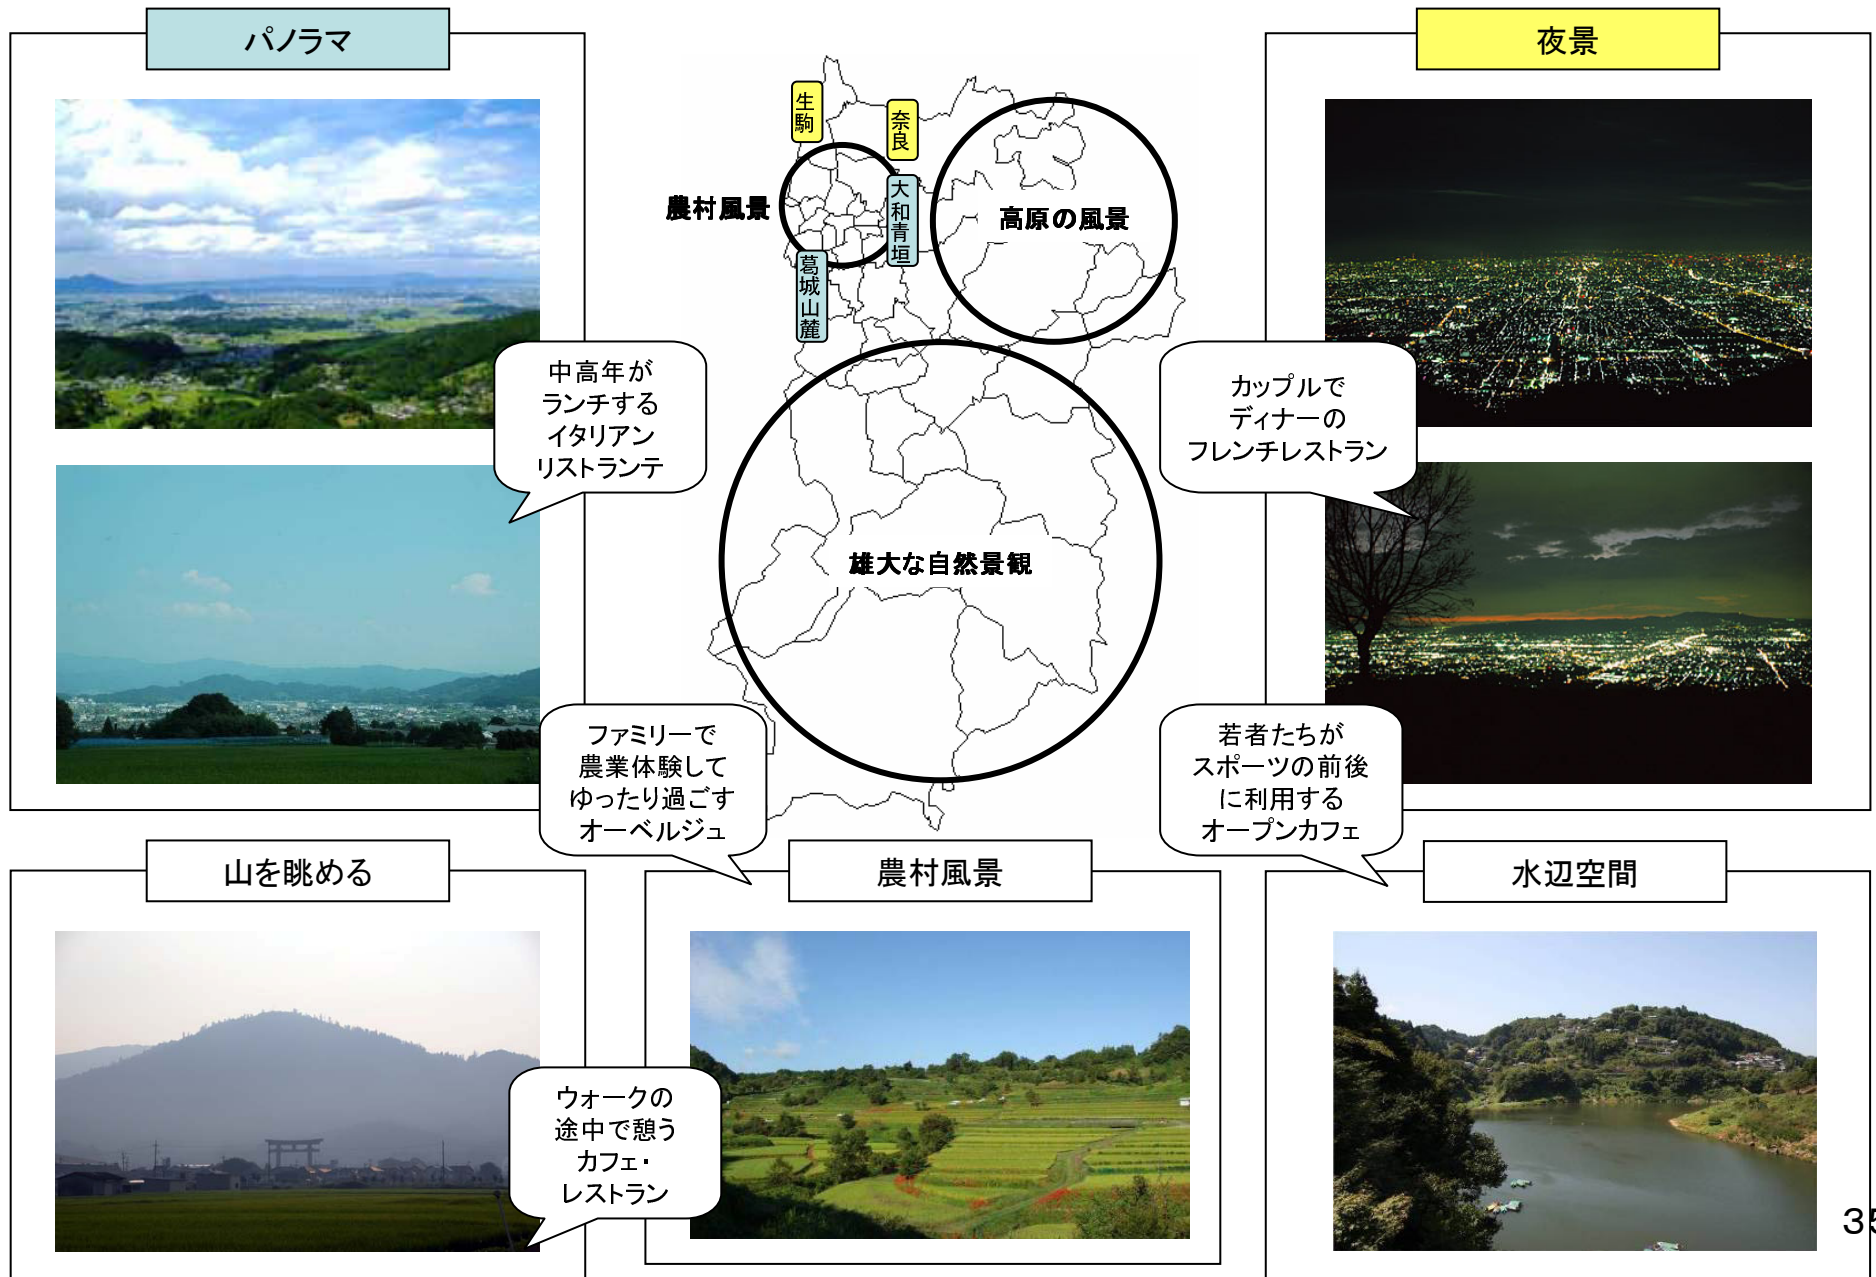 パノラマ
夜景
生駒
奈良
農村風景
大和青垣
高原の風景
葛城山麓
中高年が
ランチする
イタリアン
リストランテ
カップルで
ディナーの
フレンチレストラン
雄大な自然景観
ファミリーで
農業体験して
ゆったり過ごす
オーベルジュ
若者たちが
スポーツの前後
に利用する
オープンカフェ
山を眺める
農村風景
水辺空間
ウォークの
途中で憩う
カフェ・
レストラン
35